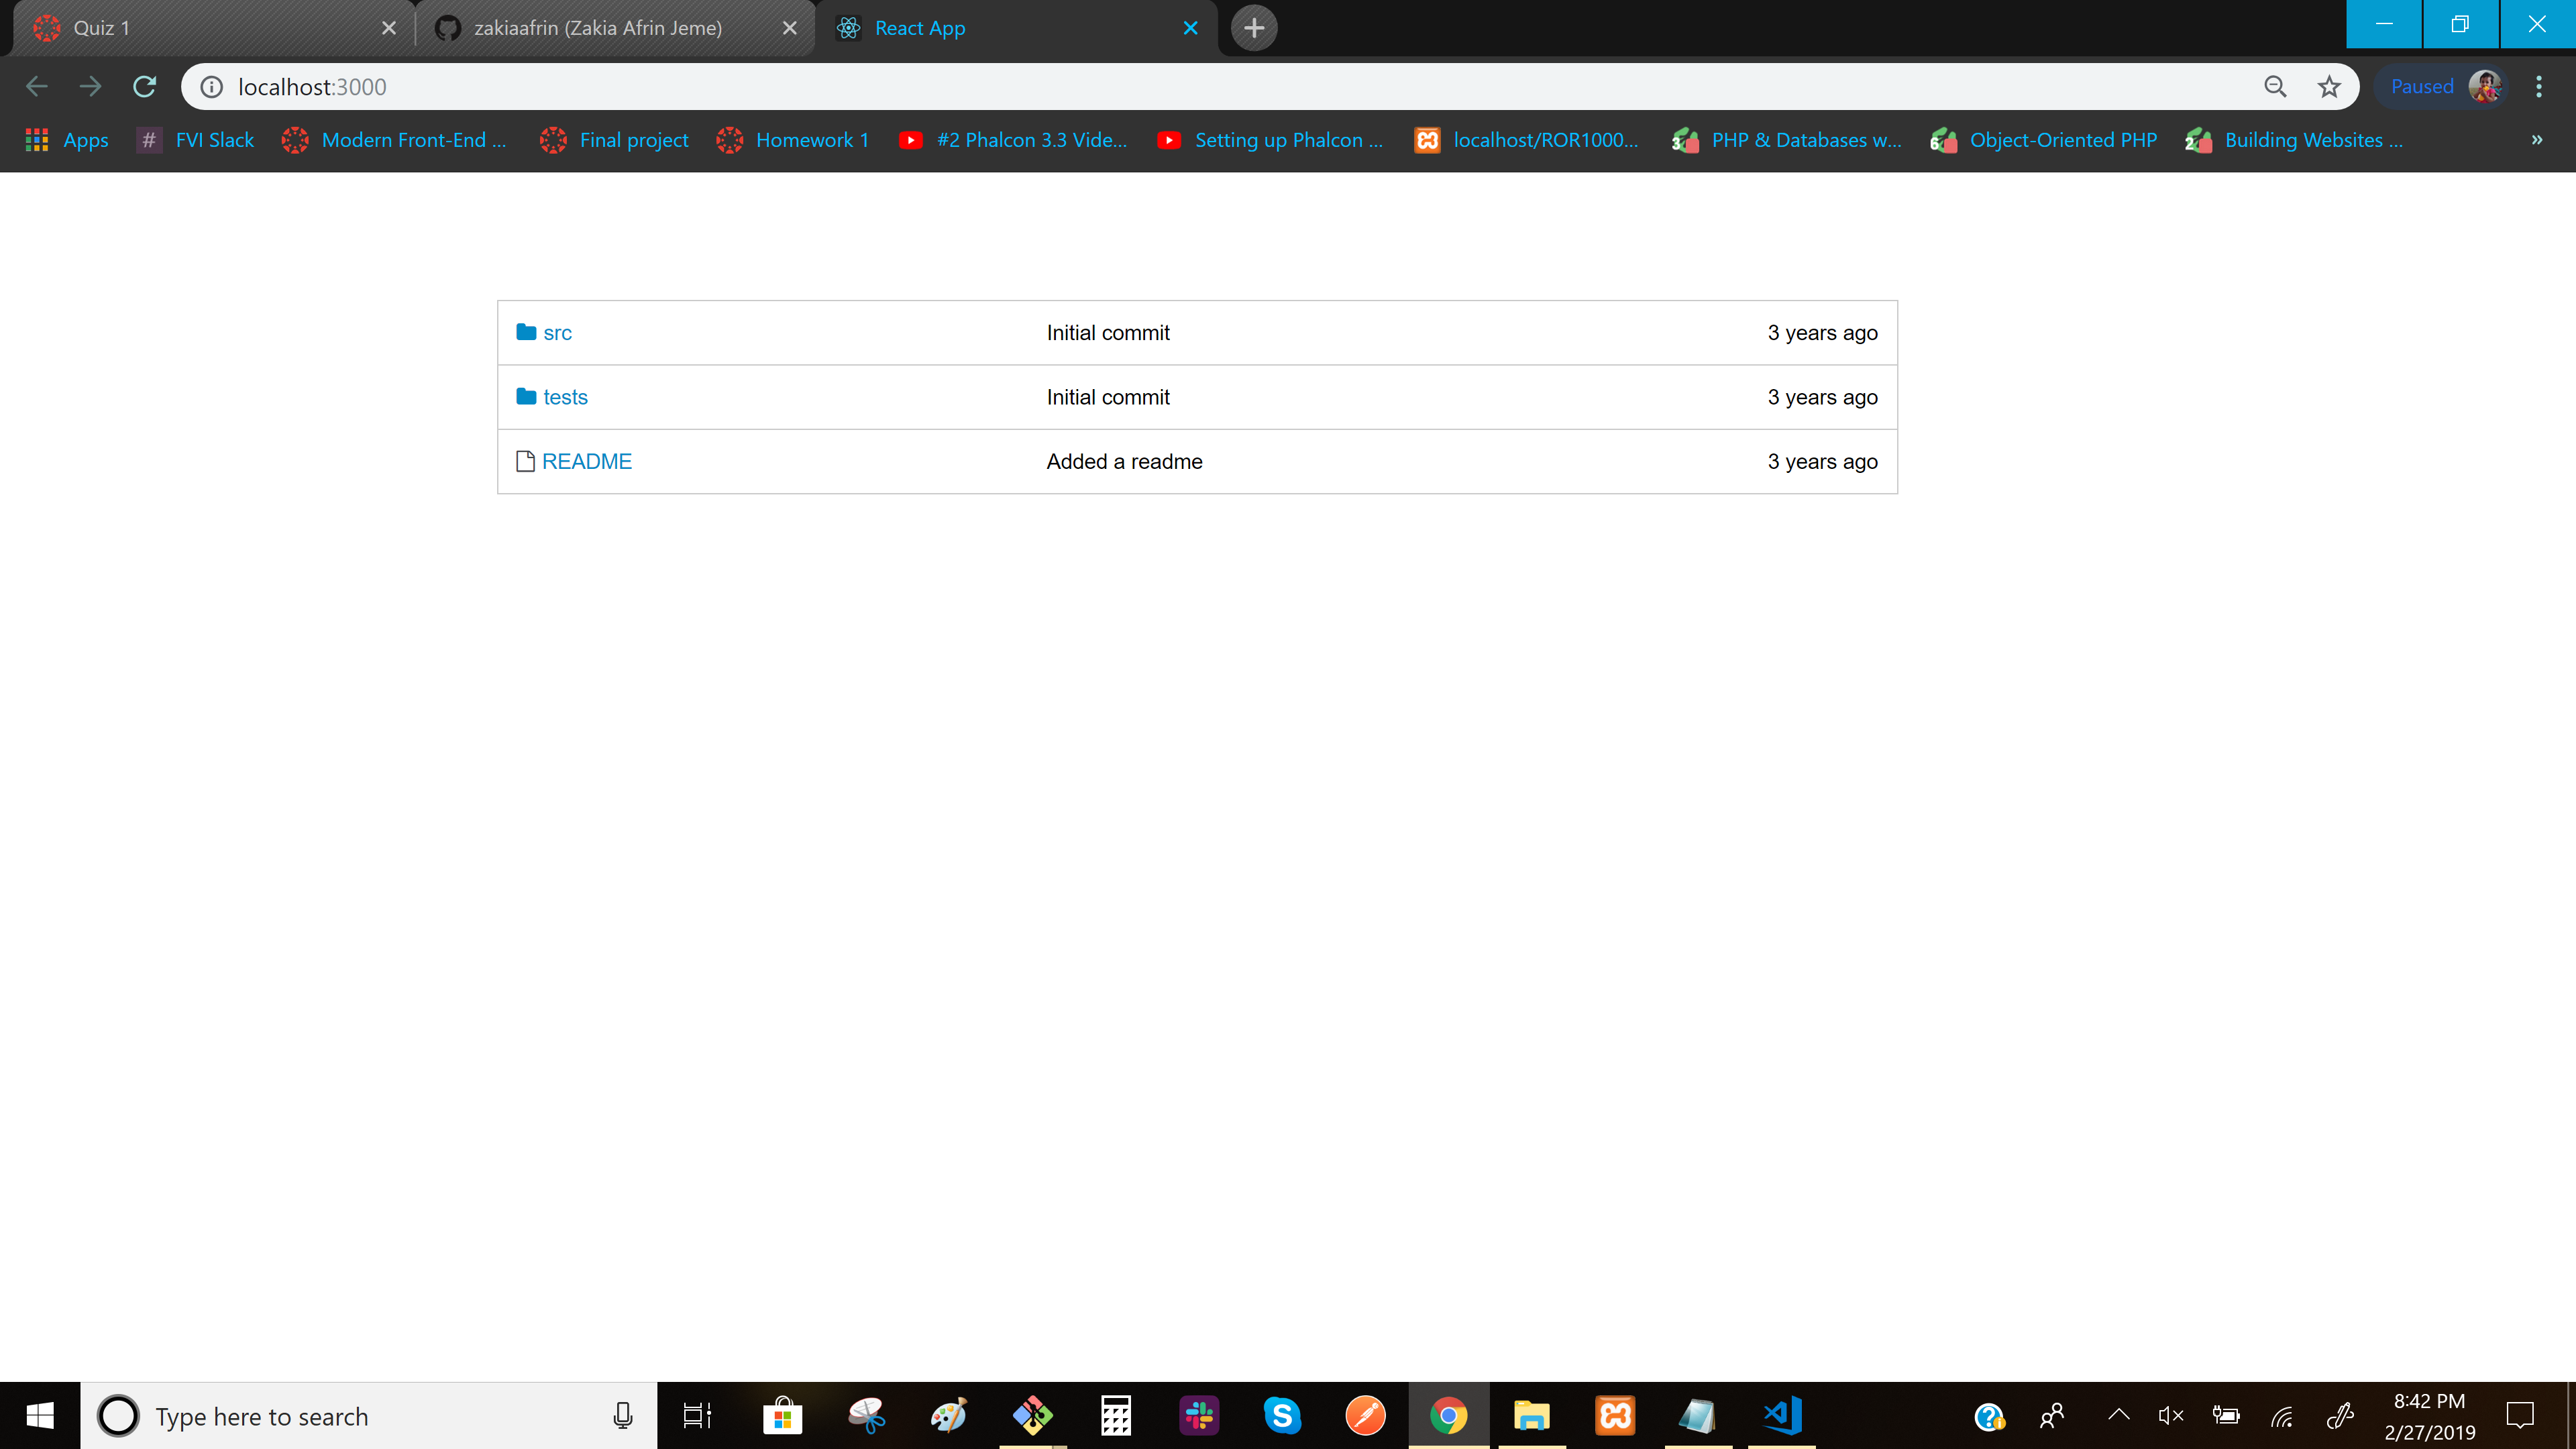 Quiz 1
zakiaafrin (Zakia Afrin Jeme)
React App
localhost:3000
Paused
Apps
# FVI Slack
Modern Front-End ...
Final project
Homework 1
#2 Phalcon 3.3 Vide...
Setting up Phalcon ...
localhost/ROR1000...
3 PHP & Databases w...
6 Object-Oriented PHP
2 Building Websites ...
»
src Initial commit 3 years ago
tests Initial commit 3 years ago
README Added a readme 3 years ago
Type here to search
8:42 PM
2/27/2019